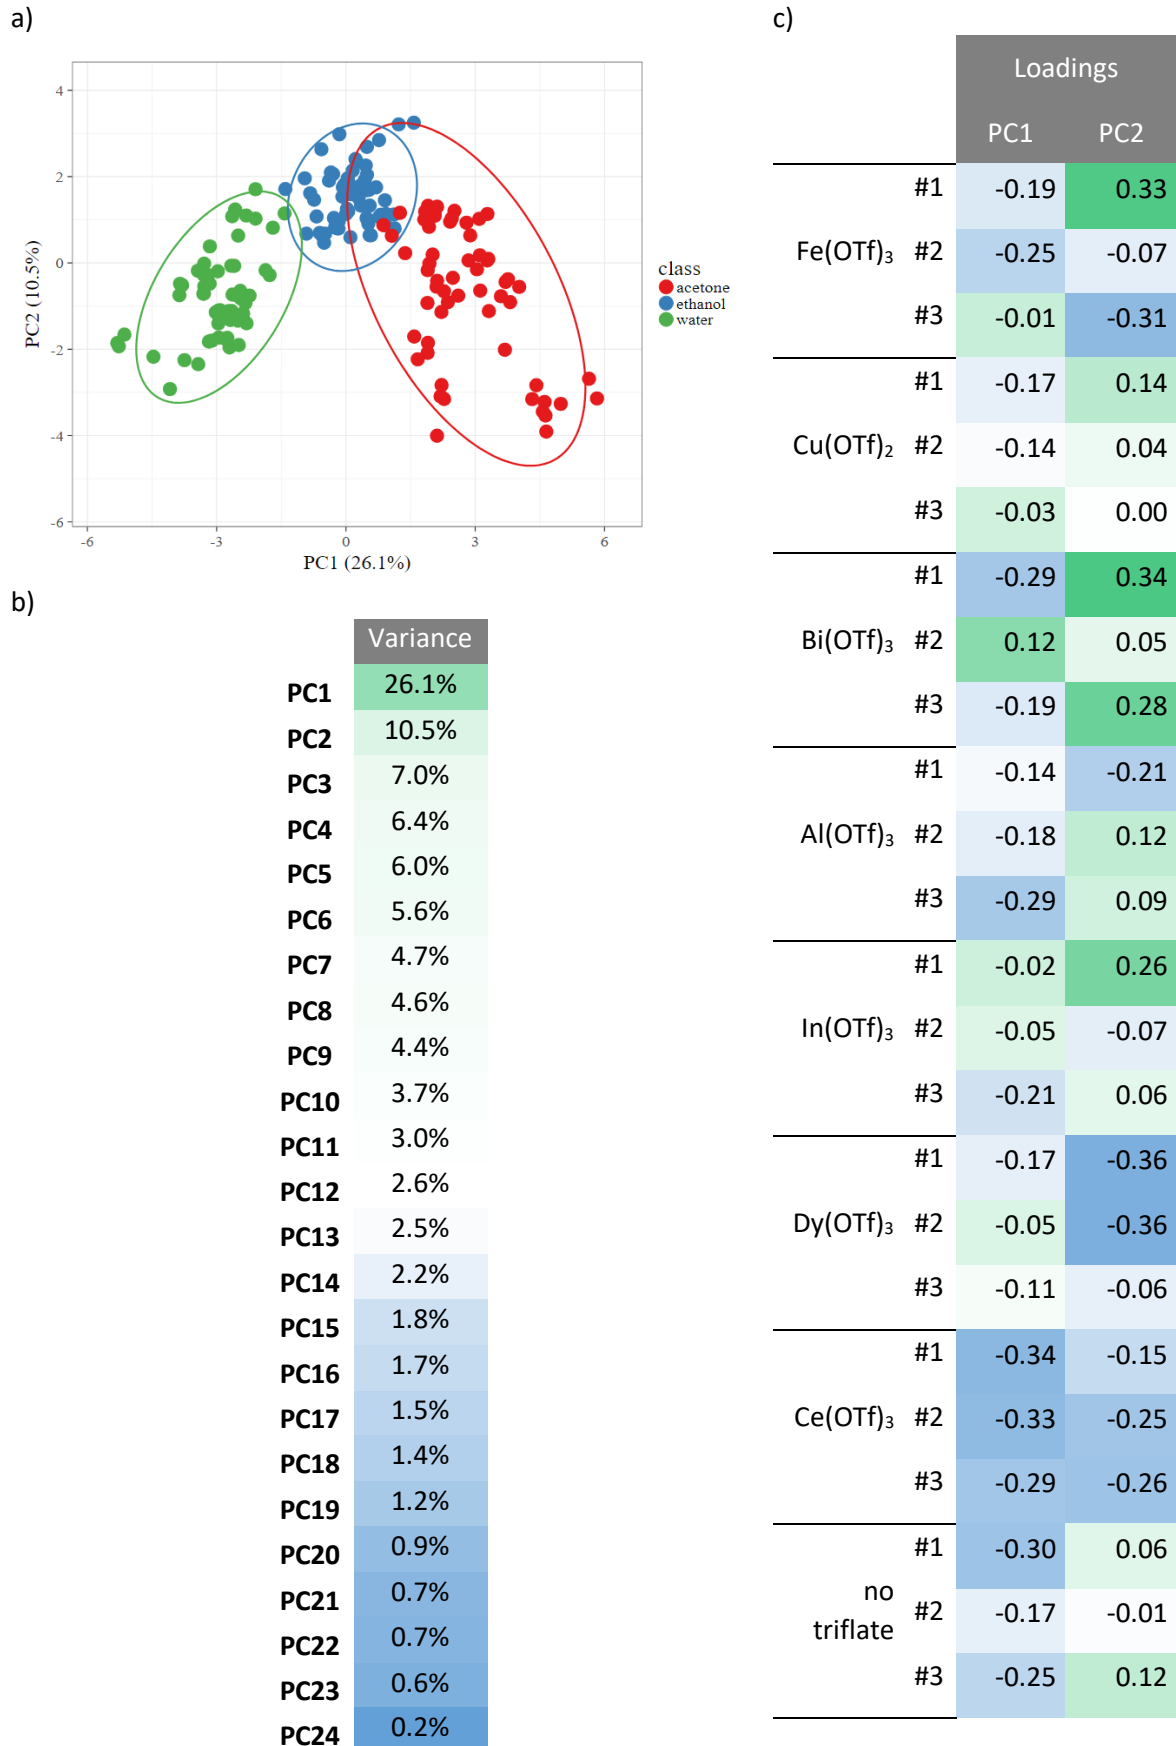 a)
4
2
0
-2
-4
-6
-6
-3
0
3
6
PC2 (10.5%)
PC1 (26.1%)
class
acetone
ethanol
water
b)
Variance
PC1 26.1%
PC2 10.5%
PC3 7.0%
PC4 6.4%
PC5 6.0%
PC6 5.6%
PC7 4.7%
PC8 4.6%
PC9 4.4%
PC10 3.7%
PC11 3.0%
PC12 2.6%
PC13 2.5%
PC14 2.2%
PC15 1.8%
PC16 1.7%
PC17 1.5%
PC18 1.4%
PC19 1.2%
PC20 0.9%
PC21 0.7%
PC22 0.7%
PC23 0.6%
PC24 0.2%
c)
Loadings
PC1 PC2
#1 -0.19 0.33
Fe(OTf)₃ #2 -0.25 -0.07
#3 -0.01 -0.31
#1 -0.17 0.14
Cu(OTf)₂ #2 -0.14 0.04
#3 -0.03 0.00
#1 -0.29 0.34
Bi(OTf)₃ #2 0.12 0.05
#3 -0.19 0.28
#1 -0.14 -0.21
Al(OTf)₃ #2 -0.18 0.12
#3 -0.29 0.09
#1 -0.02 0.26
In(OTf)₃ #2 -0.05 -0.07
#3 -0.21 0.06
#1 -0.17 -0.36
Dy(OTf)₃ #2 -0.05 -0.36
#3 -0.11 -0.06
#1 -0.34 -0.15
Ce(OTf)₃ #2 -0.33 -0.25
#3 -0.29 -0.26
#1 -0.30 0.06
no
triflate #2 -0.17 -0.01
#3 -0.25 0.12